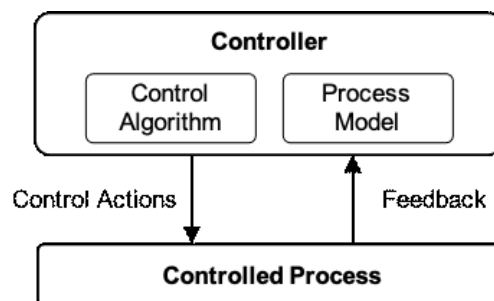 Controller
Control
Algorithm
Process
Model
Control Actions
Feedback
Controlled Process